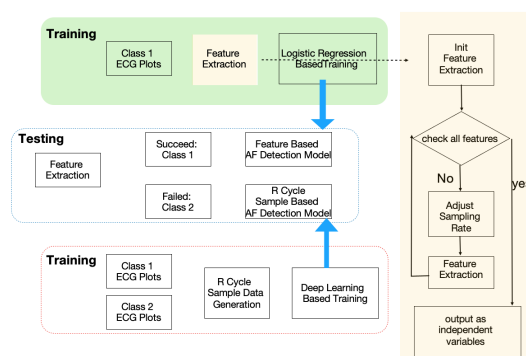 Training
Class 1
ECG Plots
Feature
Extraction
Logistic Regression
BasedTraining
Testing
Feature
Extraction
Succeed:
Class 1
Feature Based
AF Detection Model
Failed:
Class 2
R Cycle
Sample Based
AF Detection Model
Training
Class 1
ECG Plots
Class 2
ECG Plots
R Cycle
Sample Data
Generation
Deep Learning
Based Training
Init
Feature
Extraction
check all features
No
yes
Adjust
Sampling
Rate
Feature
Extraction
output as
independent
variables